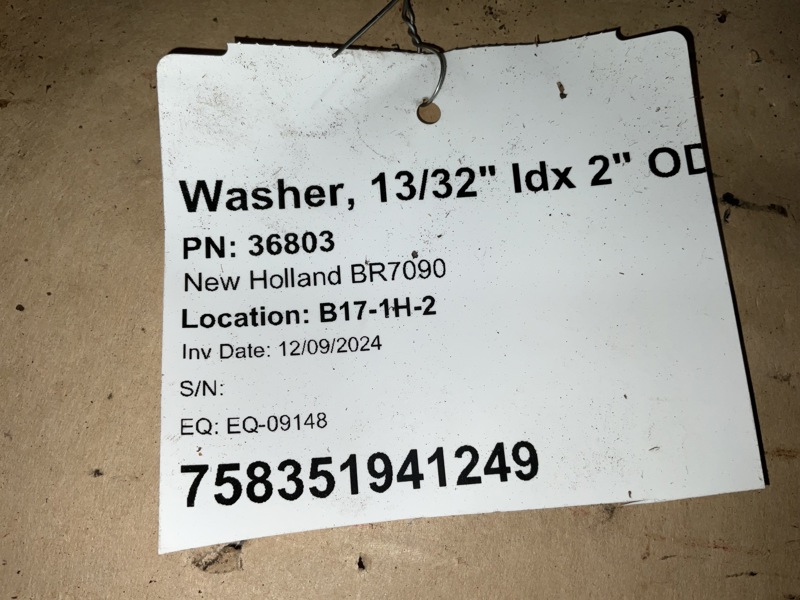 Washer, 13/32" Idx 2" OD
PN: 36803
New Holland BR7090
Location: B17-1H-2
Inv Date: 12/09/2024
S/N:
EQ: EQ-09148
758351941249